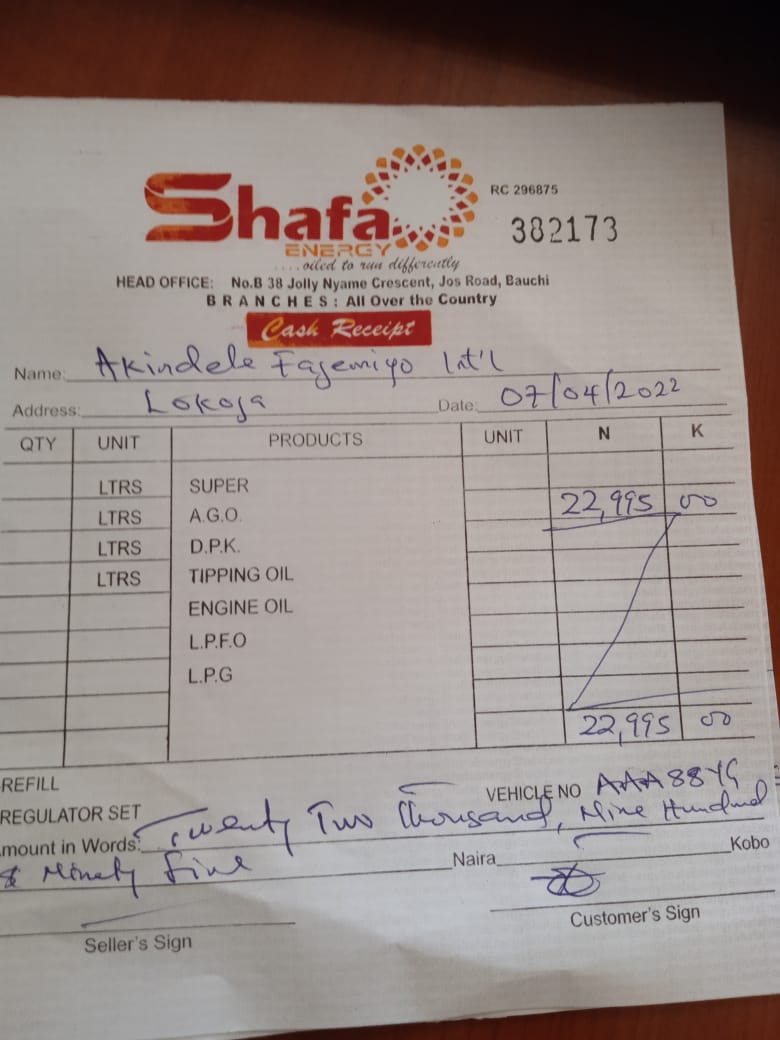 Shafa
ENERGY
RC 296875
382173
....oiled to run differently
HEAD OFFICE: No.B 38 Jolly Nyame Crescent, Jos Road, Bauchi
BRANCHES: All Over the Country
Cash Receipt
Name: Akindele Fajemiyo Int'l
Address: Lokoja Date: 07/04/2022
QTY UNIT PRODUCTS UNIT N K
LTRS SUPER
LTRS A.G.O. 22,995 00
LTRS D.P.K.
LTRS TIPPING OIL
ENGINE OIL
L.P.F.O
L.P.G
22,995 00
REFILL
VEHICLE NO AAA88YG
REGULATOR SET
mount in Words: Twenty Two thousand, Nine Hundred
& Ninety Five Naira Kobo
Seller's Sign Customer's Sign